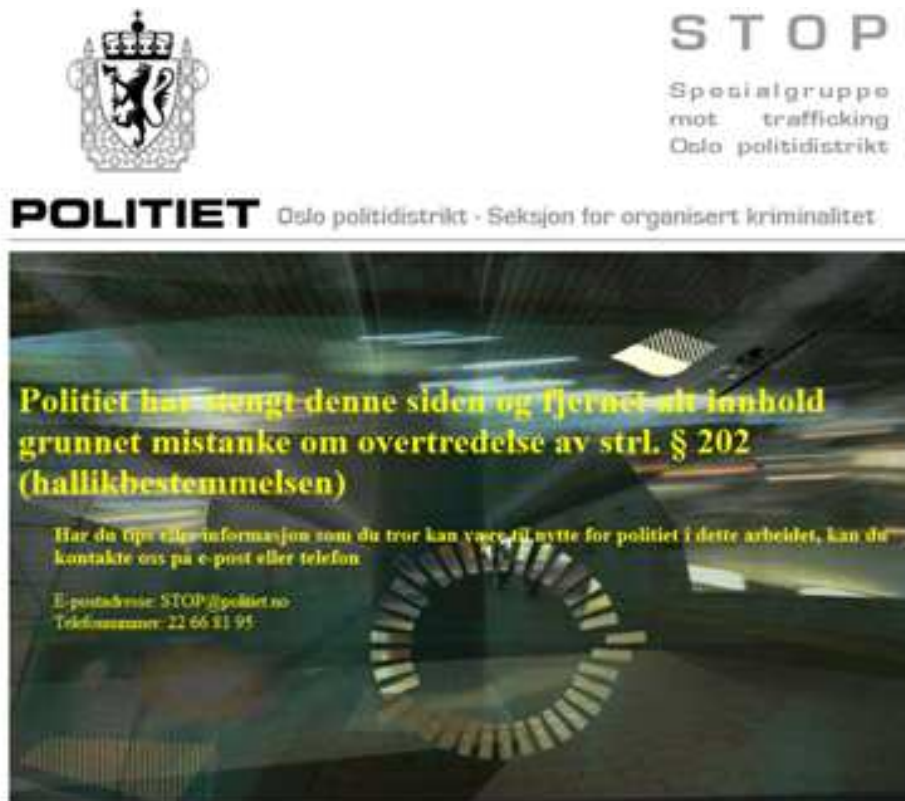 STOP
Spesialgruppe
mot trafficking
Oslo politidistrikt
POLITIET Oslo politidistrikt - Seksjon for organisert kriminalitet
Politiet har stengt denne siden og fjernet alt innhold
grunnet mistanke om overtredelse av strl. § 202
(hallikbestemmelsen)
Har du tips eller informasjon som du tror kan være til nytte for politiet i dette arbeidet, kan du
kontakte oss på e-post eller telefon
E-postadresse: STOP@politiet.no
Telefonnummer: 22 66 81 95